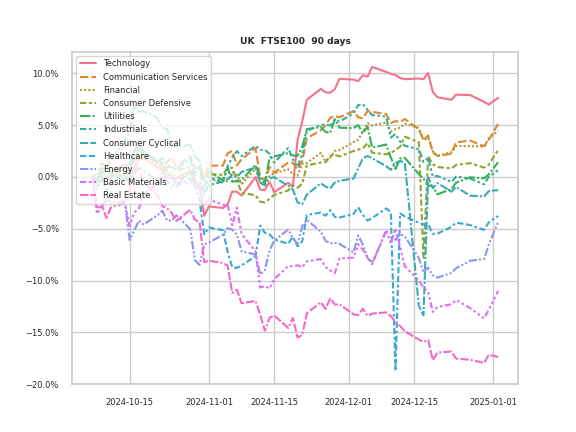 UK  FTSE100  90 days
10.0%
5.0%
0.0%
−5.0%
−10.0%
−15.0%
−20.0%
Technology
Communication Services
Financial
Consumer Defensive
Utilities
Industrials
Consumer Cyclical
Healthcare
Energy
Basic Materials
Real Estate
2024-10-15
2024-11-01
2024-11-15
2024-12-01
2024-12-15
2025-01-01